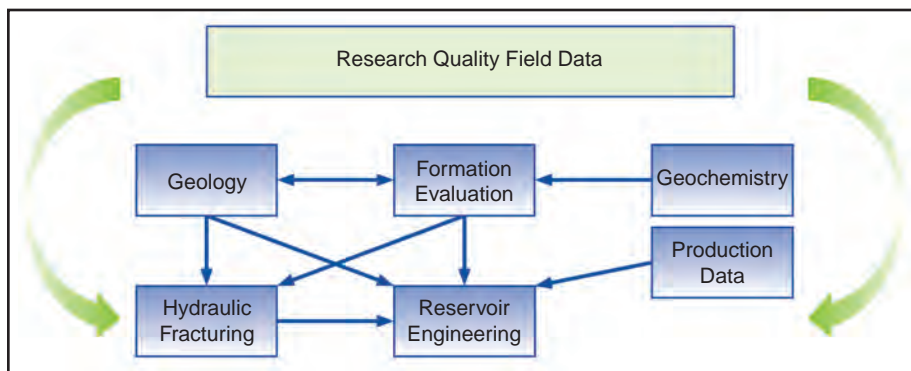 Research Quality Field Data
Geology
Formation
Evaluation
Geochemistry
Production
Data
Hydraulic
Fracturing
Reservoir
Engineering